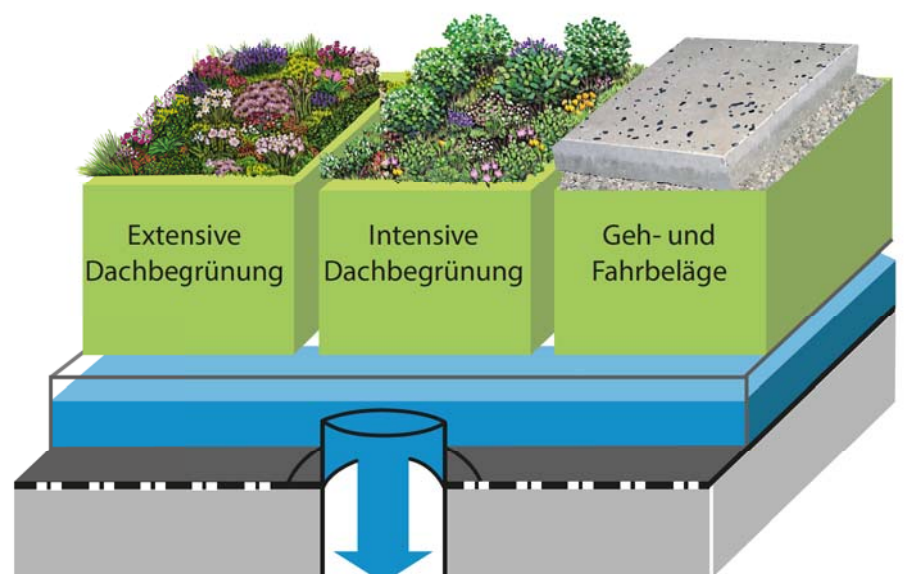 Extensive
Dachbegrünung
Intensive
Dachbegrünung
Geh- und
Fahrbeläge